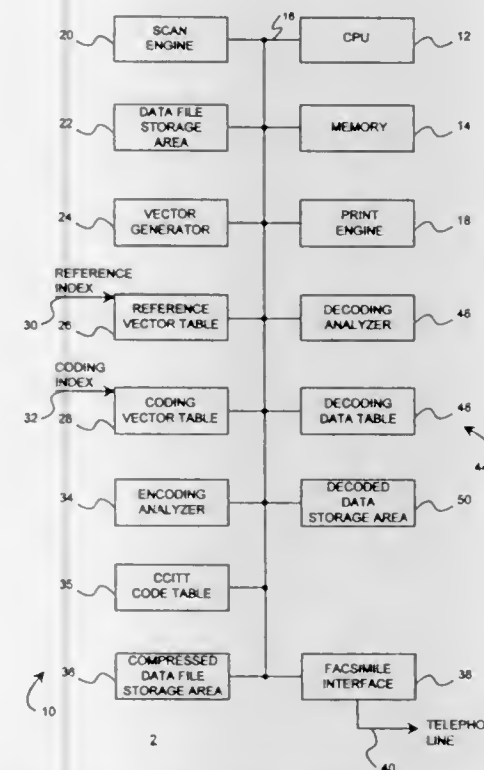 16
20
SCAN
ENGINE
CPU
12
22
DATA FILE
STORAGE
AREA
MEMORY
14
24
VECTOR
GENERATOR
PRINT
ENGINE
18
REFERENCE
INDEX
30
26
REFERENCE
VECTOR TABLE
DECODING
ANALYZER
46
CODING
INDEX
32
28
CODING
VECTOR TABLE
DECODING
DATA TABLE
46
44
34
ENCODING
ANALYZER
DECODED
DATA
STORAGE AREA
50
35
CCITT
CODE TABLE
36
COMPRESSED
DATA FILE
STORAGE AREA
FACSIMILE
INTERFACE
38
10
2
TELEPHO
LINE
40